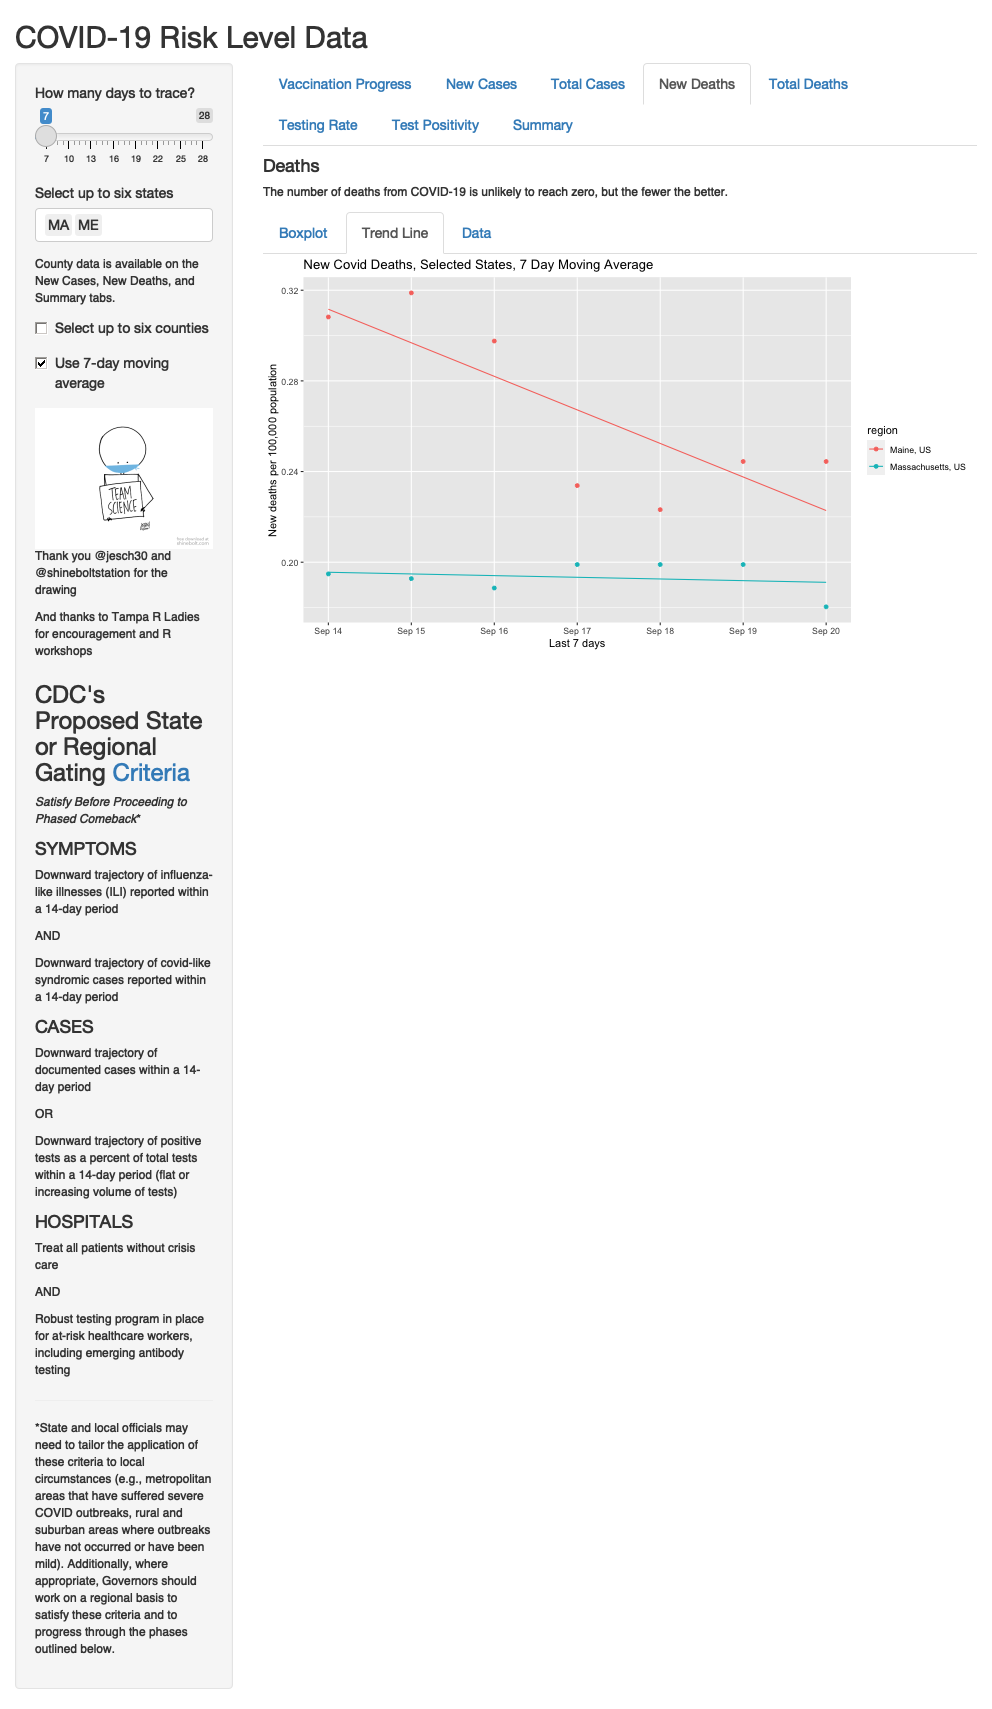 COVID-19 Risk Level Data
How many days to trace?
7
28
7 10 13 16 19 22 25 28
Select up to six states
MA ME
County data is available on the
New Cases, New Deaths, and
Summary tabs.
Select up to six counties
Use 7-day moving
average
TEAM
SCIENCE
free download at
shinebolt.com
Thank you @jesch30 and
@shineboltstation for the
drawing
And thanks to Tampa R Ladies
for encouragement and R
workshops
CDC's
Proposed State
or Regional
Gating Criteria
Satisfy Before Proceeding to
Phased Comeback*
SYMPTOMS
Downward trajectory of influenza-
like illnesses (ILI) reported within
a 14-day period
AND
Downward trajectory of covid-like
syndromic cases reported within
a 14-day period
CASES
Downward trajectory of
documented cases within a 14-
day period
OR
Downward trajectory of positive
tests as a percent of total tests
within a 14-day period (flat or
increasing volume of tests)
HOSPITALS
Treat all patients without crisis
care
AND
Robust testing program in place
for at-risk healthcare workers,
including emerging antibody
testing
*State and local officials may
need to tailor the application of
these criteria to local
circumstances (e.g., metropolitan
areas that have suffered severe
COVID outbreaks, rural and
suburban areas where outbreaks
have not occurred or have been
mild). Additionally, where
appropriate, Governors should
work on a regional basis to
satisfy these criteria and to
progress through the phases
outlined below.
Vaccination Progress New Cases Total Cases New Deaths Total Deaths
Testing Rate Test Positivity Summary
Deaths
The number of deaths from COVID-19 is unlikely to reach zero, but the fewer the better.
Boxplot Trend Line Data
New Covid Deaths, Selected States, 7 Day Moving Average
New deaths per 100,000 population
0.32
0.28
0.24
0.20
Sep 14 Sep 15 Sep 16 Sep 17 Sep 18 Sep 19 Sep 20
Last 7 days
region
Maine, US
Massachusetts, US